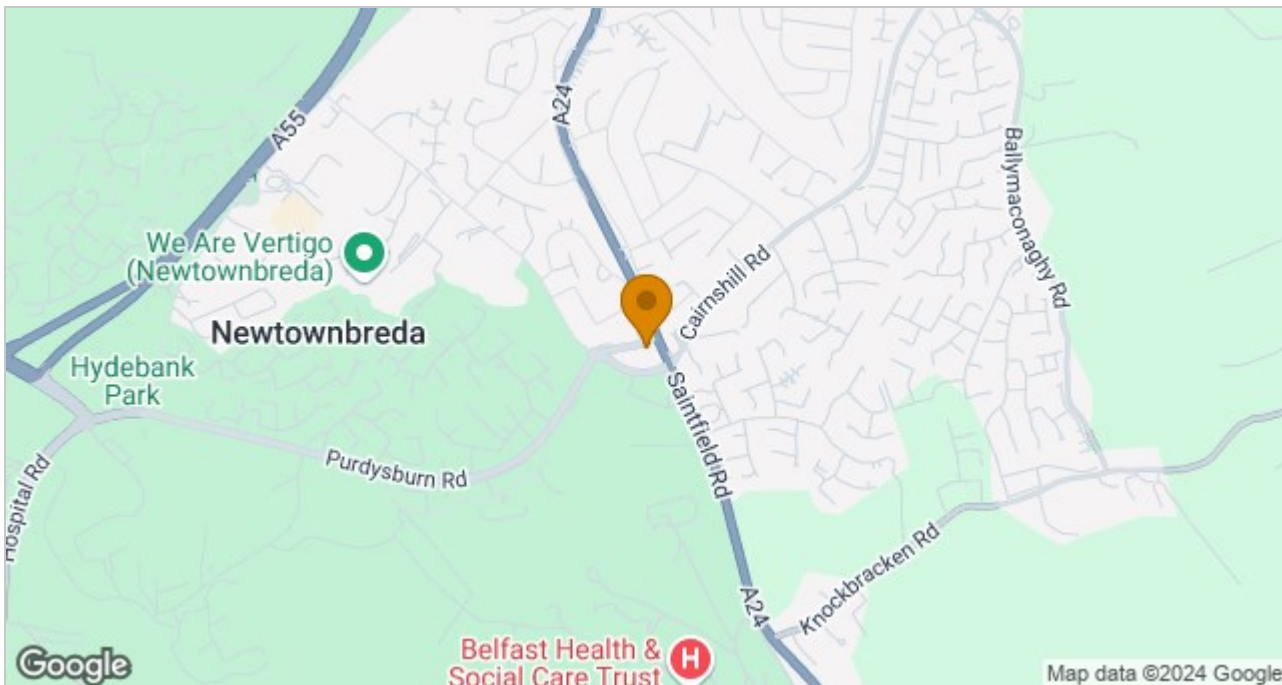 A55
A24
We Are Vertigo
(Newtownbreda)
Newtownbreda
Hydebank
Park
Hospital Rd
Purdysburn Rd
Cairnshill Rd
Ballymaconaghy Rd
Saintfield Rd
Knockbracken Rd
A24
Belfast Health &
Social Care Trust
H
Google
Map data ©2024 Google